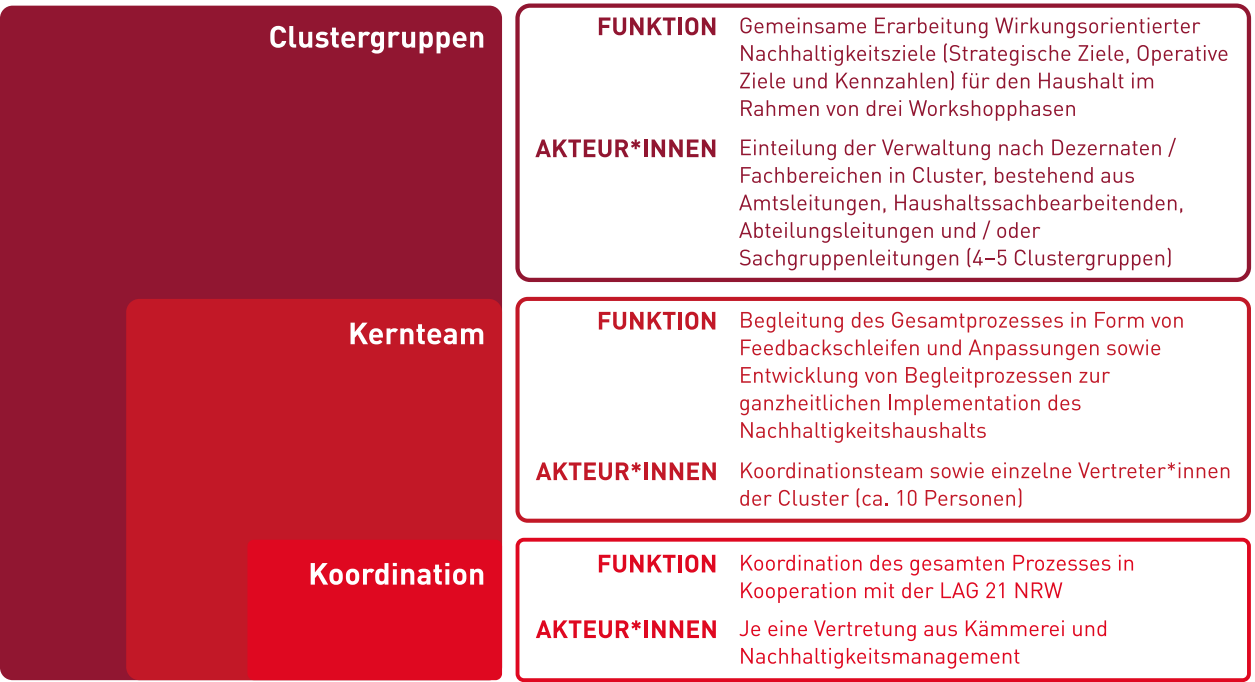 Clustergruppen
FUNKTION Gemeinsame Erarbeitung Wirkungsorientierter
Nachhaltigkeitsziele (Strategische Ziele, Operative
Ziele und Kennzahlen) für den Haushalt im
Rahmen von drei Workshopphasen
AKTEUR*INNEN Einteilung der Verwaltung nach Dezernaten /
Fachbereichen in Cluster, bestehend aus
Amtsleitungen, Haushaltssachbearbeitenden,
Abteilungsleitungen und / oder
Sachgruppenleitungen (4–5 Clustergruppen)
Kernteam
FUNKTION Begleitung des Gesamtprozesses in Form von
Feedbackschleifen und Anpassungen sowie
Entwicklung von Begleitprozessen zur
ganzheitlichen Implementation des
Nachhaltigkeitshaushalts
AKTEUR*INNEN Koordinationsteam sowie einzelne Vertreter*innen
der Cluster (ca. 10 Personen)
Koordination
FUNKTION Koordination des gesamten Prozesses in
Kooperation mit der LAG 21 NRW
AKTEUR*INNEN Je eine Vertretung aus Kämmerei und
Nachhaltigkeitsmanagement